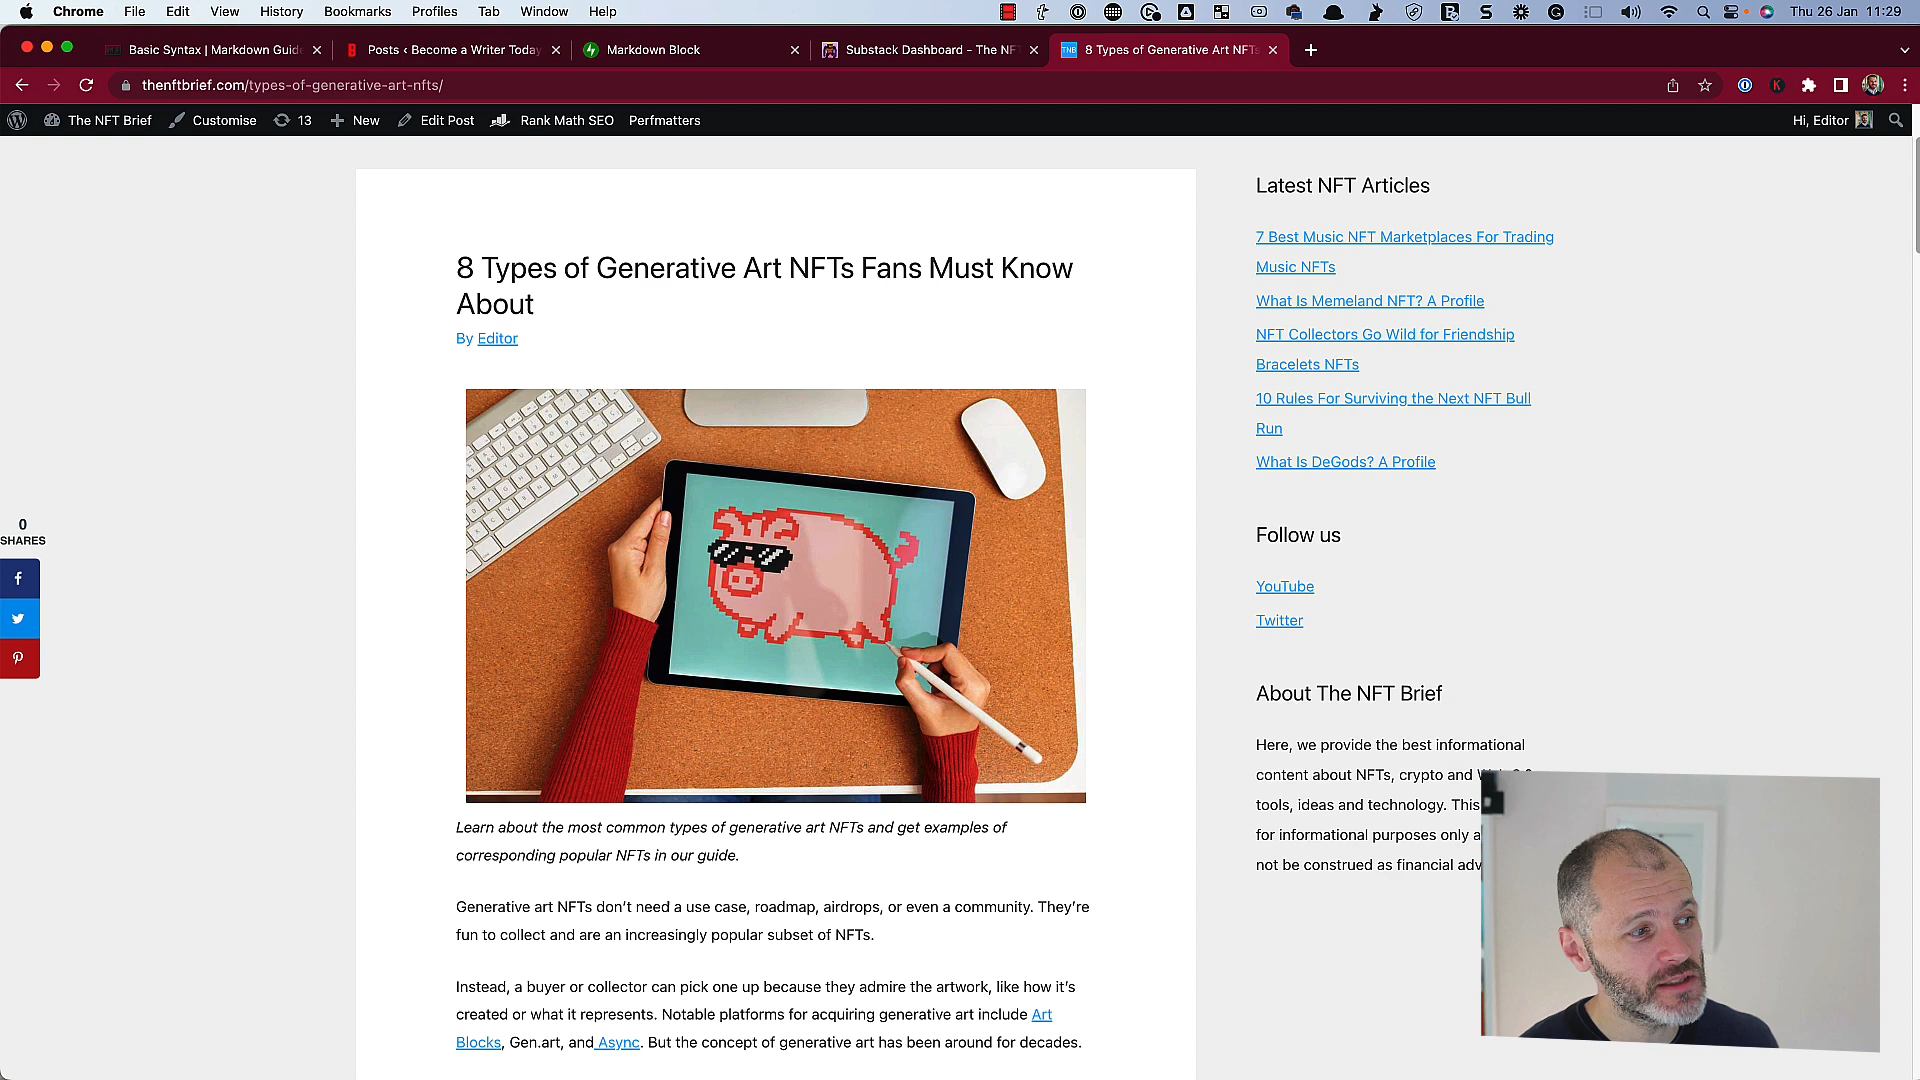 Chrome File Edit View History Bookmarks Profiles Tab Window Help Thu 26 Jan 11:29
Basic Syntax | Markdown Guide Posts ‹ Become a Writer Today Markdown Block Substack Dashboard - The NFT 8 Types of Generative Art NFTs
thenftbrief.com/types-of-generative-art-nfts/
The NFT Brief Customise 13 New Edit Post Rank Math SEO Perfmatters Hi, Editor
8 Types of Generative Art NFTs Fans Must Know
About
By Editor
0
SHARES
Learn about the most common types of generative art NFTs and get examples of
corresponding popular NFTs in our guide.
Generative art NFTs don't need a use case, roadmap, airdrops, or even a community. They're
fun to collect and are an increasingly popular subset of NFTs.
Instead, a buyer or collector can pick one up because they admire the artwork, like how it's
created or what it represents. Notable platforms for acquiring generative art include Art
Blocks, Gen.art, and Async. But the concept of generative art has been around for decades.
Latest NFT Articles
7 Best Music NFT Marketplaces For Trading
Music NFTs
What Is Memeland NFT? A Profile
NFT Collectors Go Wild for Friendship
Bracelets NFTs
10 Rules For Surviving the Next NFT Bull
Run
What Is DeGods? A Profile
Follow us
YouTube
Twitter
About The NFT Brief
Here, we provide the best informational
content about NFTs, crypto and
tools, ideas and technology. This
for informational purposes only
not be construed as financial